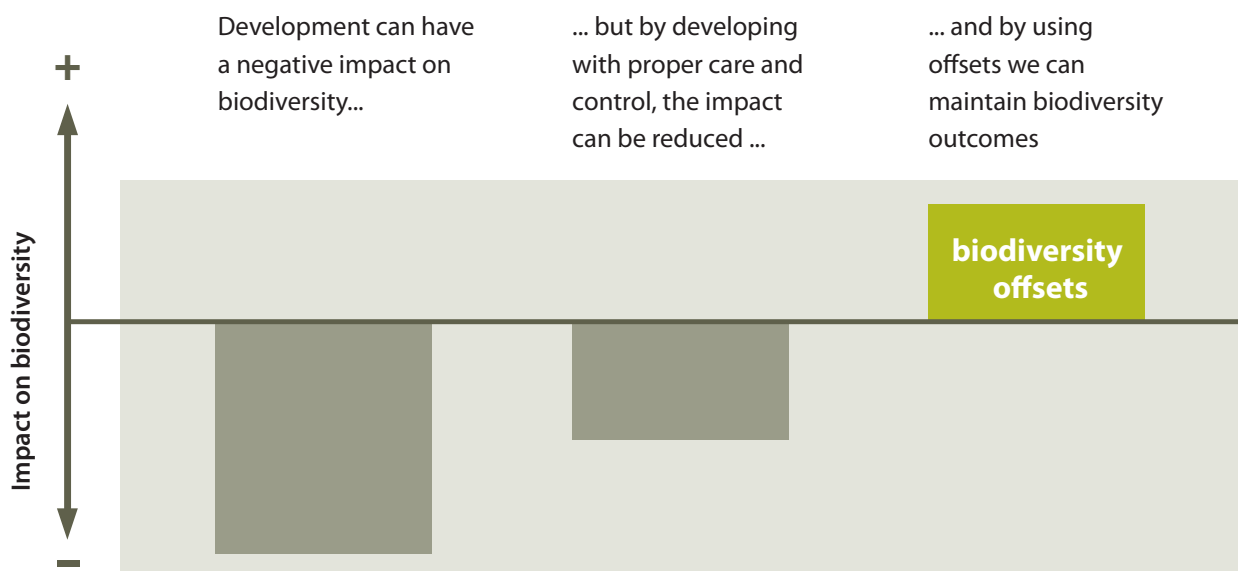 Development can have
a negative impact on
biodiversity...
... but by developing
with proper care and
control, the impact
can be reduced ...
... and by using
offsets we can
maintain biodiversity
outcomes
+
Impact on biodiversity
–
biodiversity
offsets